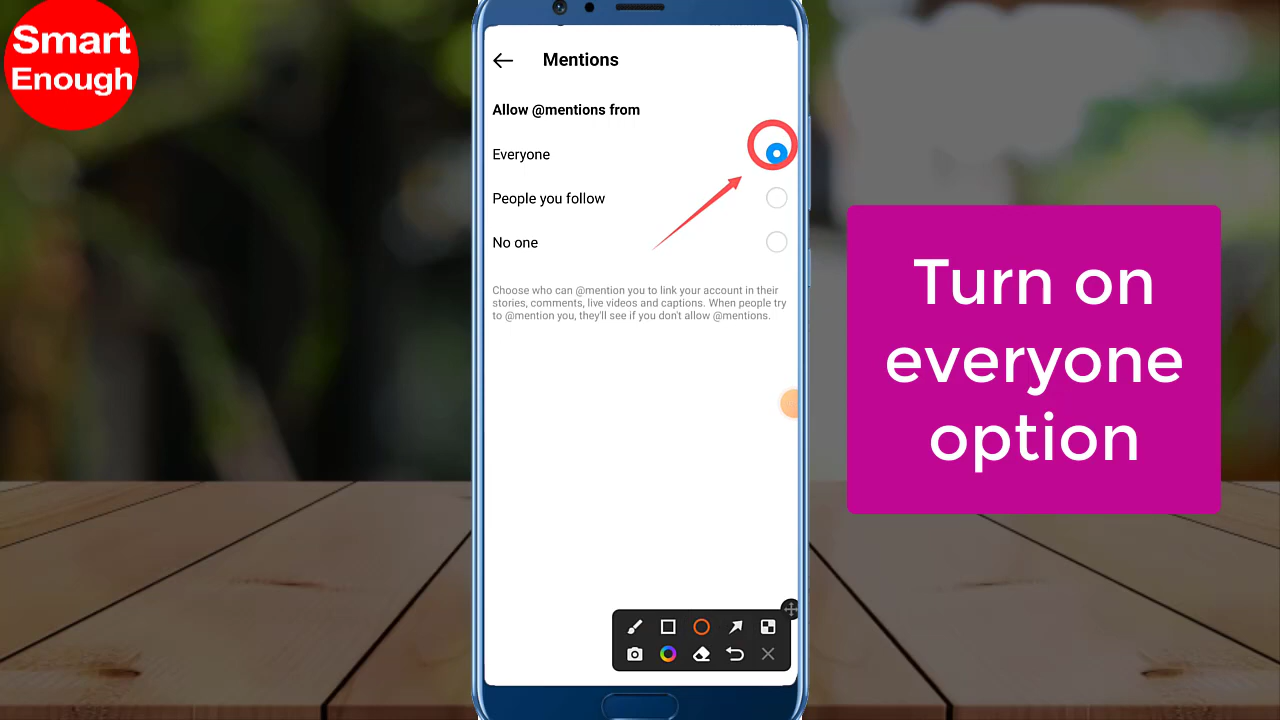 Smart
Enough
Mentions
Allow @mentions from
Everyone
People you follow
No one
Choose who can @mention you to link your account in their
stories, comments, live videos and captions. When people try
to @mention you, they'll see if you don't allow @mentions.
Turn on
everyone
option